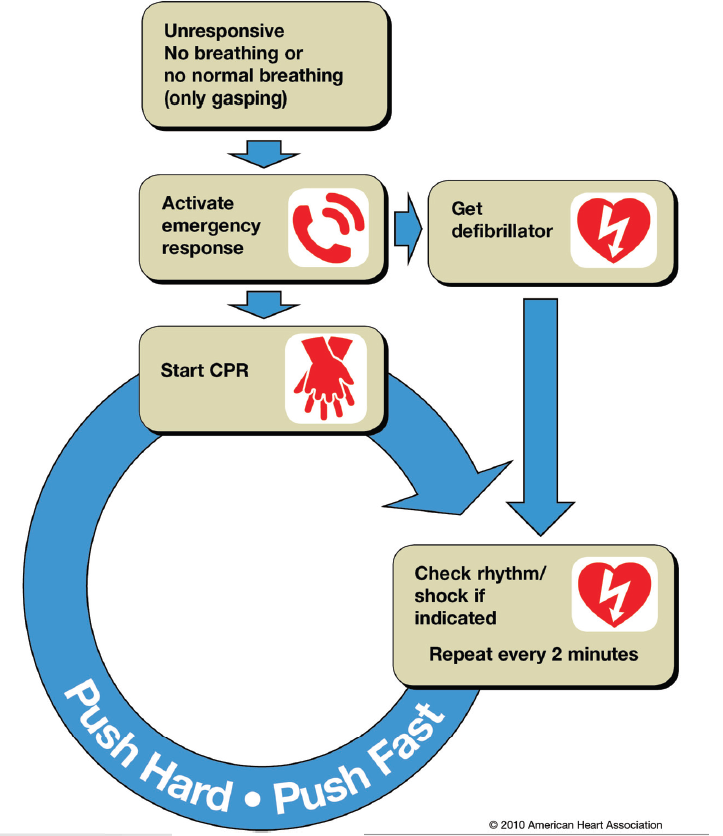 Unresponsive
No breathing or
no normal breathing
(only gasping)
Activate
emergency
response
Get
defibrillator
Start CPR
Check rhythm/
shock if
indicated
Repeat every 2 minutes
Push Hard • Push Fast
© 2010 American Heart Association